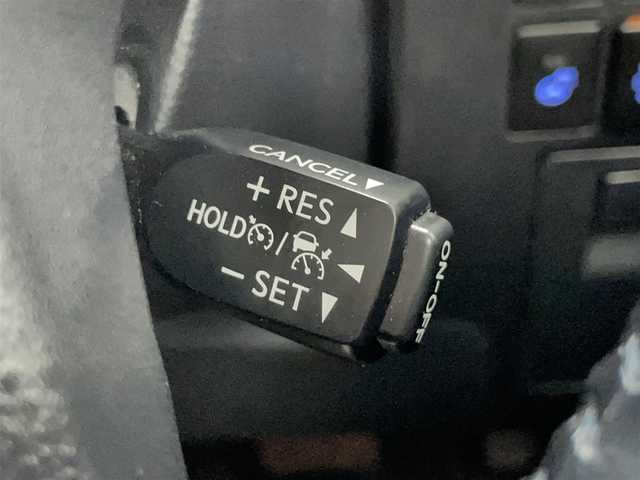 CANCEL▼
+ RES ▲
HOLD / ◀
− SET ▼
ON-OFF